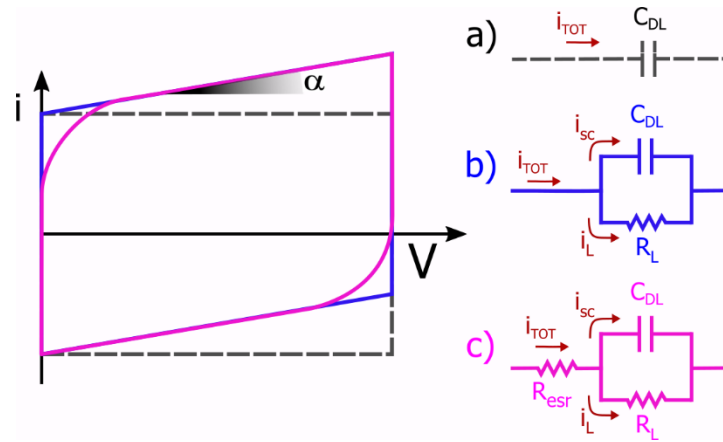 i
α
V
a)
i_TOT
C_DL
b)
i_TOT
i_sc
C_DL
i_L
R_L
c)
i_TOT
i_sc
C_DL
R_esr
i_L
R_L